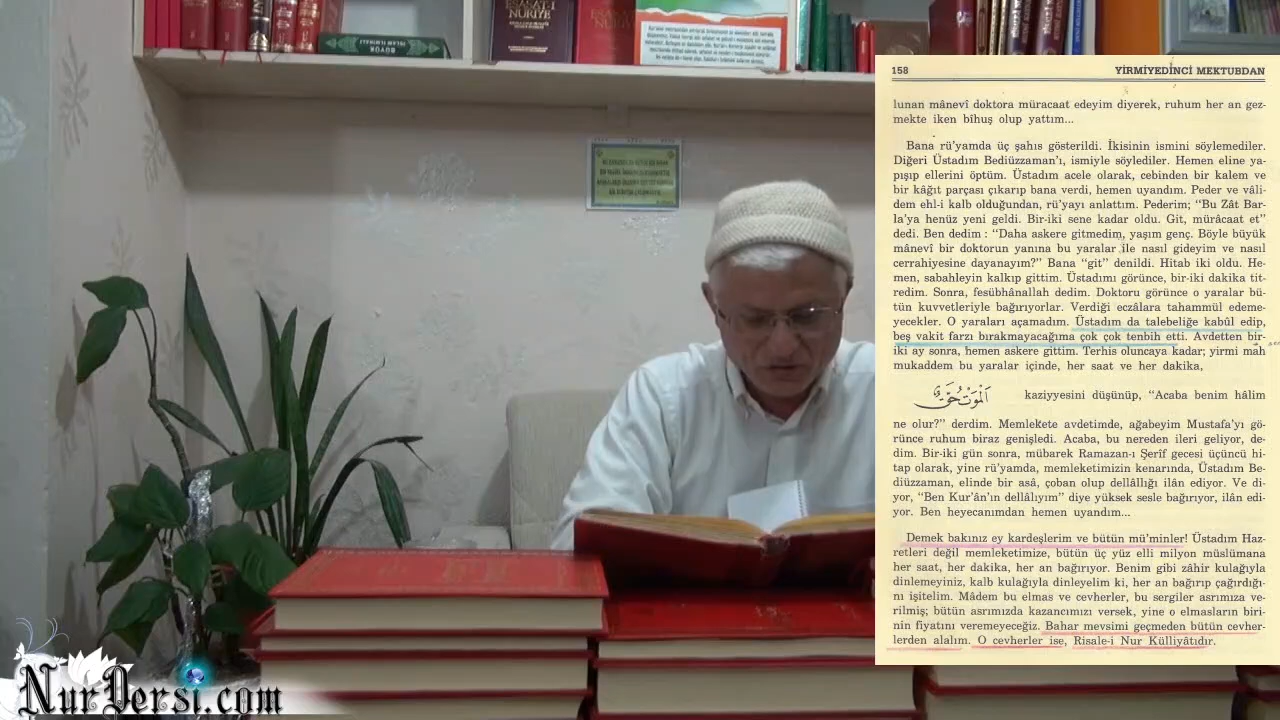 NURİYE
BÜYÜK
158 YİRMİYEDİNCİ MEKTUBDAN
lunan mânevî doktora müracaat edeyim diyerek, ruhum her an gez-
mekte iken bîhuş olup yattım...
Bana rü'yamda üç şahıs gösterildi. İkisinin ismini söylemediler.
Diğeri Üstadım Bediüzzaman'ı, ismiyle söylediler. Hemen eline ya-
pışıp ellerini öptüm. Üstadım acele olarak, cebinden bir kalem ve
bir kâğıt parçası çıkarıp bana verdi, hemen uyandım. Peder ve vâli-
dem ehl-i kalb olduğundan, rü'yayı anlattım. Pederim; "Bu Zât Bar-
la'ya henüz yeni geldi. Bir-iki sene kadar oldu. Git, mürâcaat et"
dedi. Ben dedim : "Daha askere gitmedim, yaşım genç. Böyle büyük
mânevî bir doktorun yanına bu yaralar ile nasıl gideyim ve nasıl
cerrahiyesine dayanayım?" Bana "git" denildi. Hitab iki oldu. He-
men, sabahleyin kalkıp gittim. Üstadımı görünce, bir-iki dakika tit-
redim. Sonra, fesübhânallah dedim. Doktoru görünce o yaralar bü-
tün kuvvetleriyle bağırıyorlar. Verdiği eczâlara tahammül edeme-
yecekler. O yaraları açamadım. Üstadım da talebeliğe kabûl edip,
beş vakit farzı bırakmayacağıma çok çok tenbih etti. Avdetten bir-
iki ay sonra, hemen askere gittim. Terhis oluncaya kadar; yirmi mah
mukaddem bu yaralar içinde, her saat ve her dakika,
اَلْمَوْتُ حَقٌّ kaziyyesini düşünüp, "Acaba benim hâlim
ne olur?" derdim. Memlekete avdetimde, ağabeyim Mustafa'yı gö-
rünce ruhum biraz genişledi. Acaba, bu nereden ileri geliyor, de-
dim. Bir-iki gün sonra, mübarek Ramazan-ı Şerîf gecesi üçüncü hi-
tap olarak, yine rü'yamda, memleketimizin kenarında, Üstadım Be-
diüzzaman, elinde bir asâ, çoban olup dellâllığı ilân ediyor. Ve di-
yor, "Ben Kur'ân'ın dellâlıyım" diye yüksek sesle bağırıyor, ilân edi-
yor. Ben heyecanımdan hemen uyandım...
Demek bakınız ey kardeşlerim ve bütün mü'minler! Üstadım Haz-
retleri değil memleketimize, bütün üç yüz elli milyon müslümana
her saat, her dakika, her an bağırıyor. Benim gibi zâhir kulağıyla
dinlemeyiniz, kalb kulağıyla dinleyelim ki, her an bağırıp çağırdığı-
nı işitelim. Mâdem bu elmas ve cevherler, bu sergiler asrımıza ve-
rilmiş; bütün asrımızda kazancımızı versek, yine o elmasların biri-
nin fiyatını veremeyeceğiz. Bahar mevsimi geçmeden bütün cevher-
lerden alalım. O cevherler ise, Risale-i Nur Külliyâtıdır.
NurDersi.com